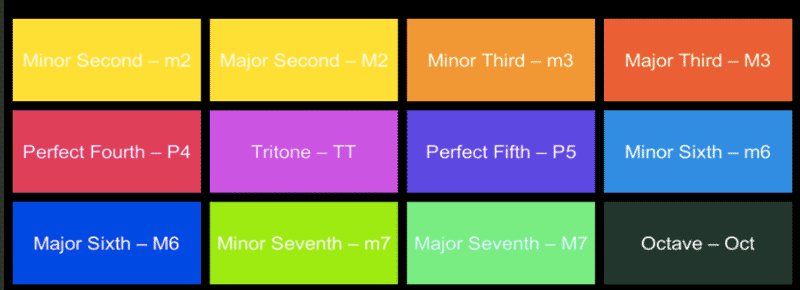 Minor Second – m2
Major Second – M2
Minor Third – m3
Major Third – M3
Perfect Fourth – P4
Tritone – TT
Perfect Fifth – P5
Minor Sixth – m6
Major Sixth – M6
Minor Seventh – m7
Major Seventh – M7
Octave – Oct